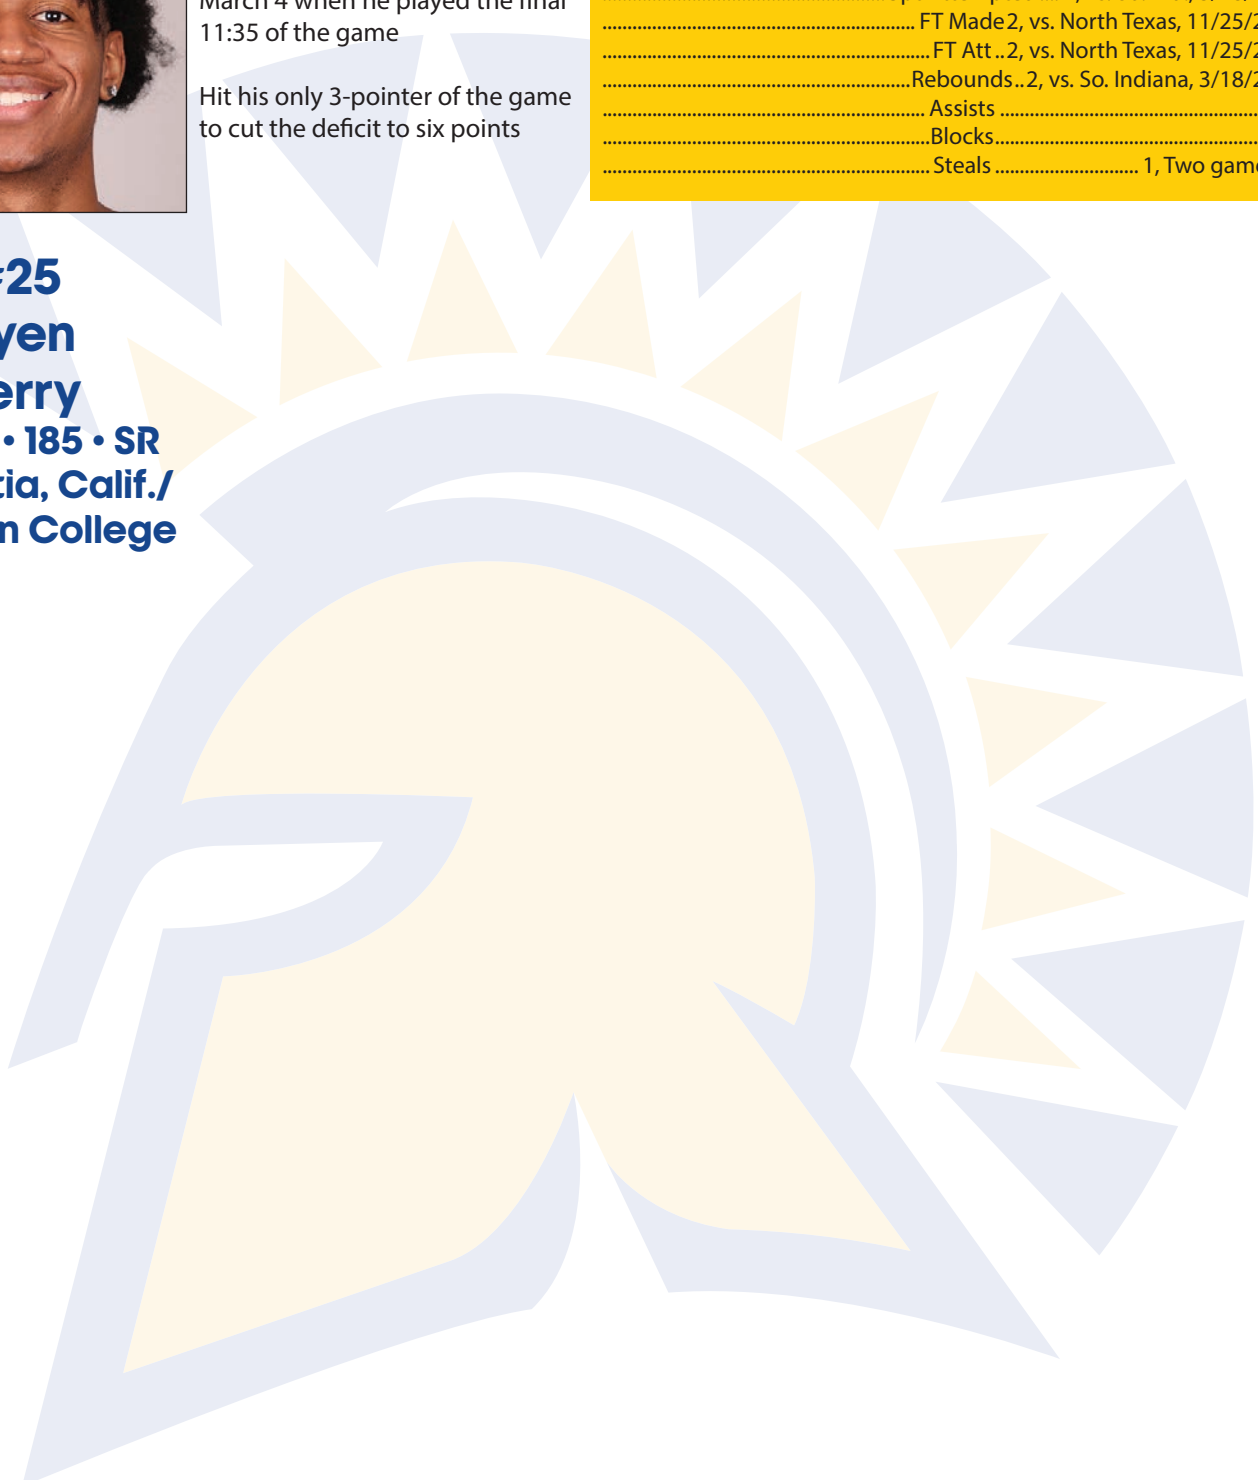 March 4 when he played the final
11:35 of the game
Hit his only 3-pointer of the game
to cut the deficit to six points
FT Made 2, vs. North Texas, 11/25/2
FT Att .. 2, vs. North Texas, 11/25/2
Rebounds .. 2, vs. So. Indiana, 3/18/2
Assists
Blocks
Steals 1, Two game
#25
yen
erry
• 185 • SR
tia, Calif./
m College